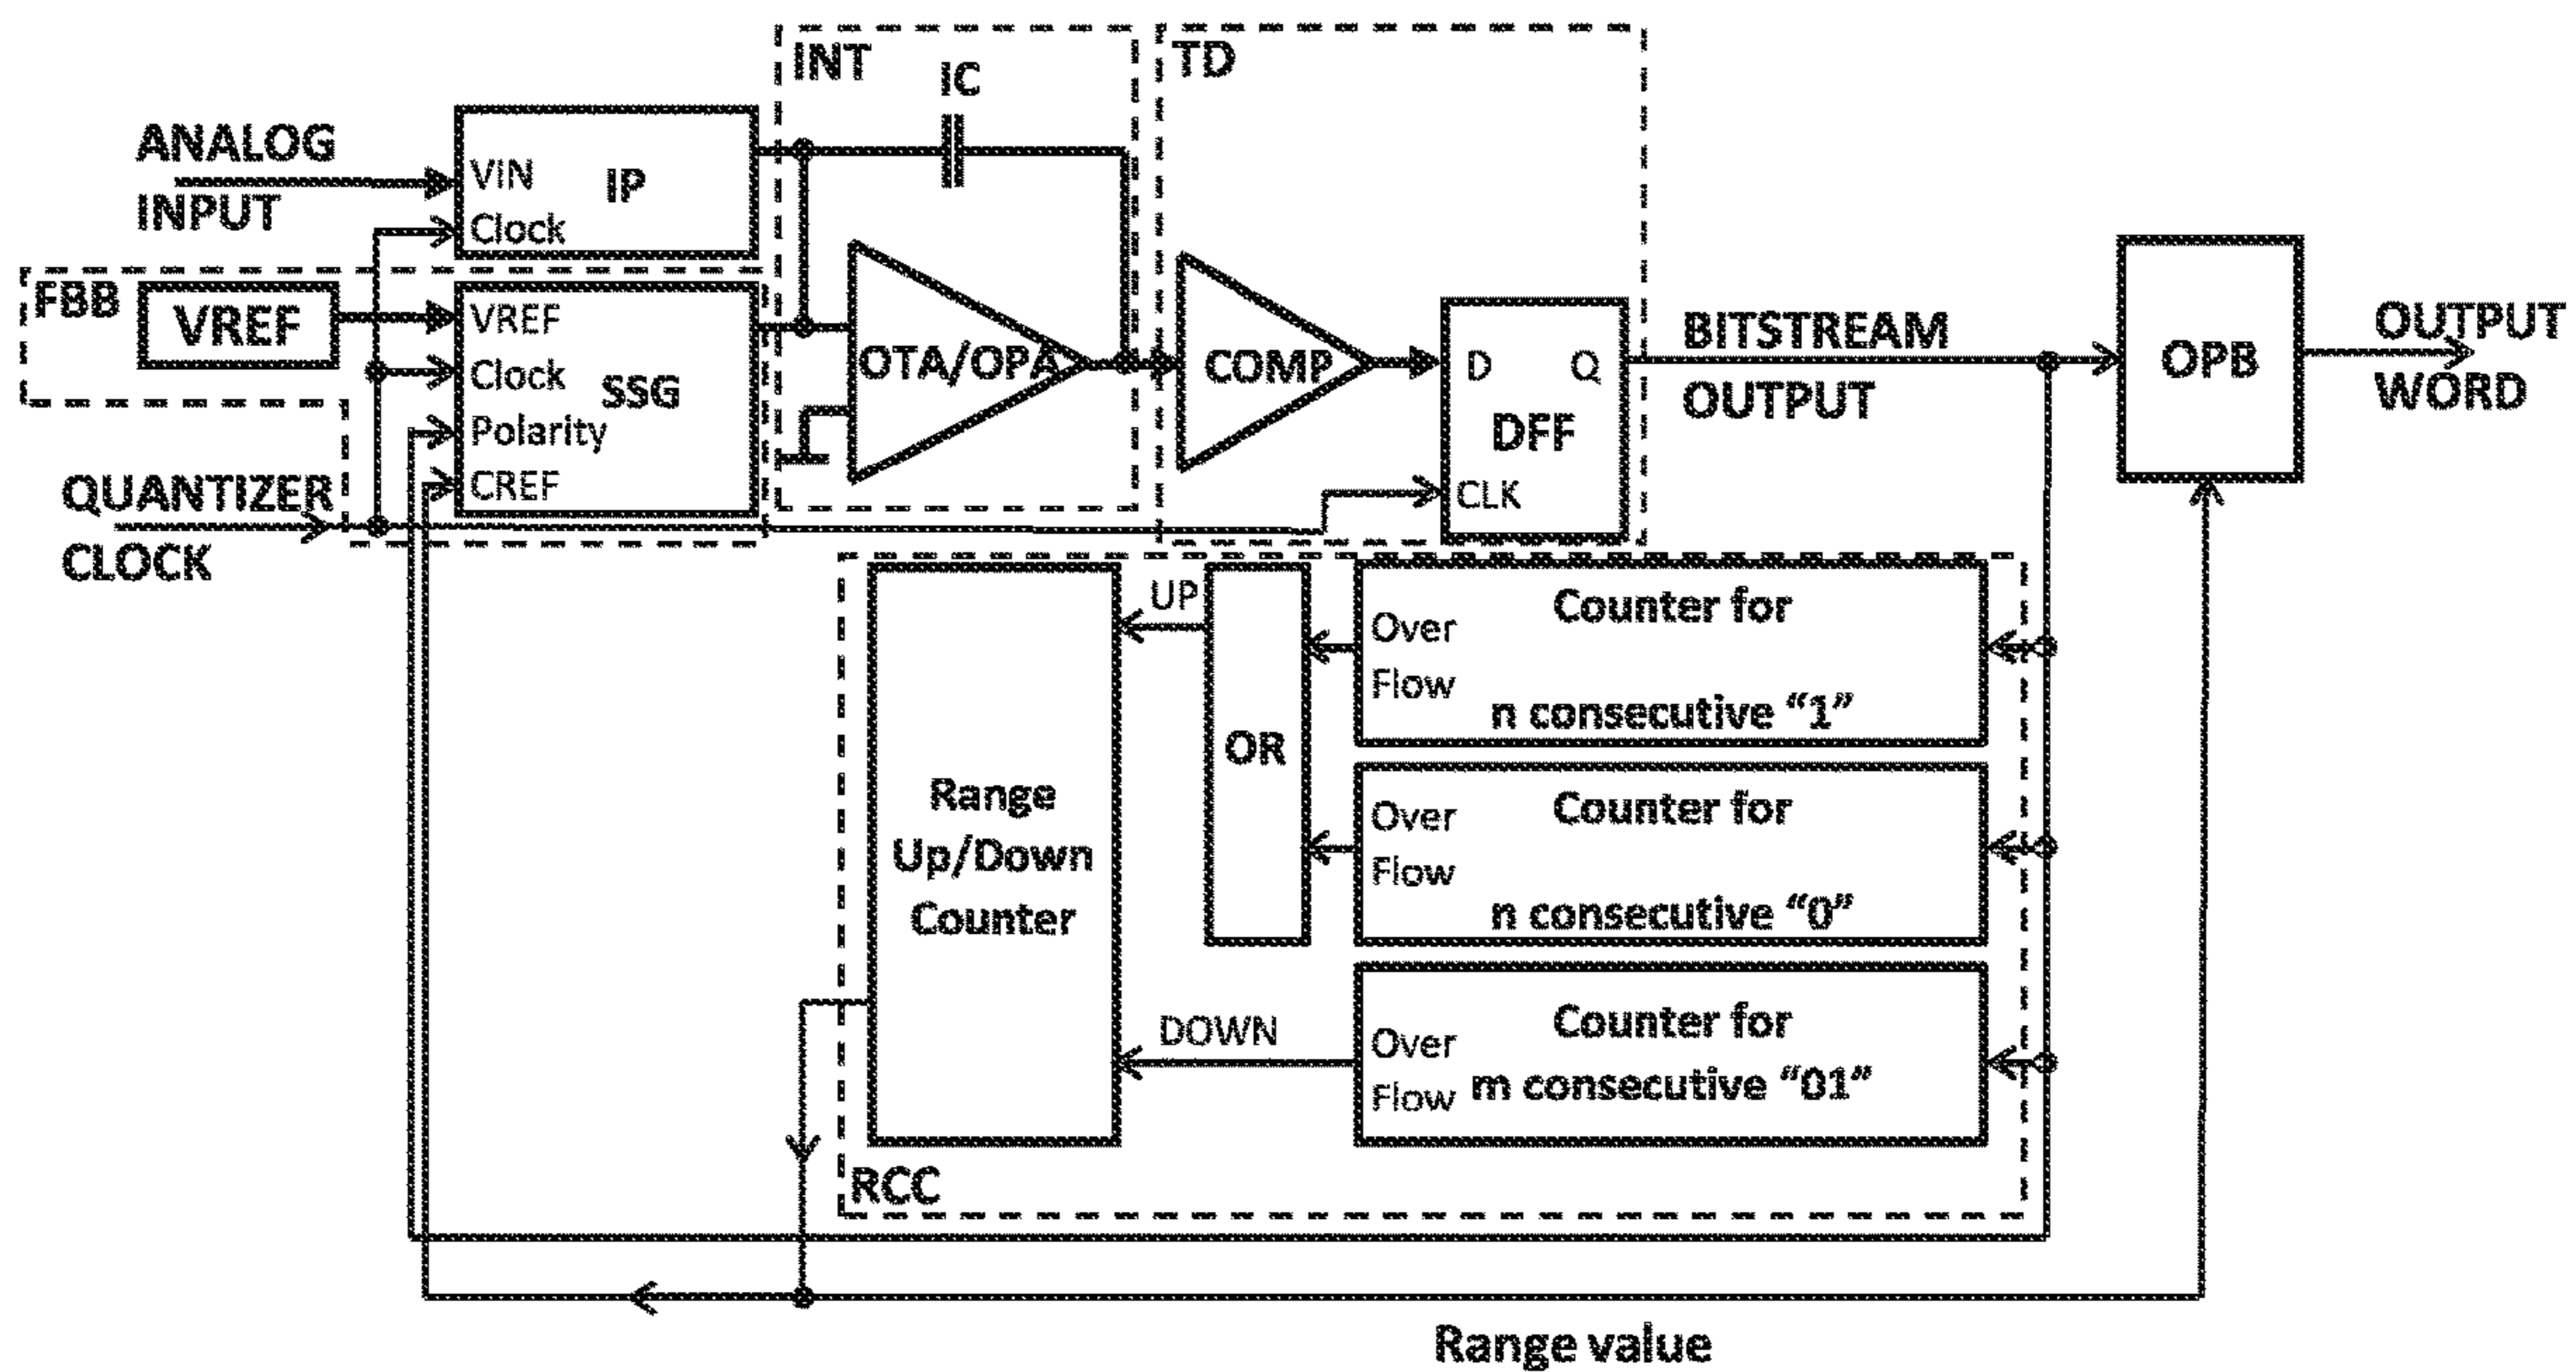 INT
TD
IC
ANALOG
INPUT
VIN
IP
Clock
FBB
VREF
VREF
Clock
SSG
Polarity
CREF
OTA/OPA
COMP
D
Q
DFF
CLK
BITSTREAM
OUTPUT
OPB
OUTPUT
WORD
QUANTIZER
CLOCK
UP
Over
Flow
Counter for
n consecutive “1”
OR
Range
Up/Down
Counter
Over
Flow
Counter for
n consecutive “0”
DOWN
Over
Flow
Counter for
m consecutive “01”
RCC
Range value